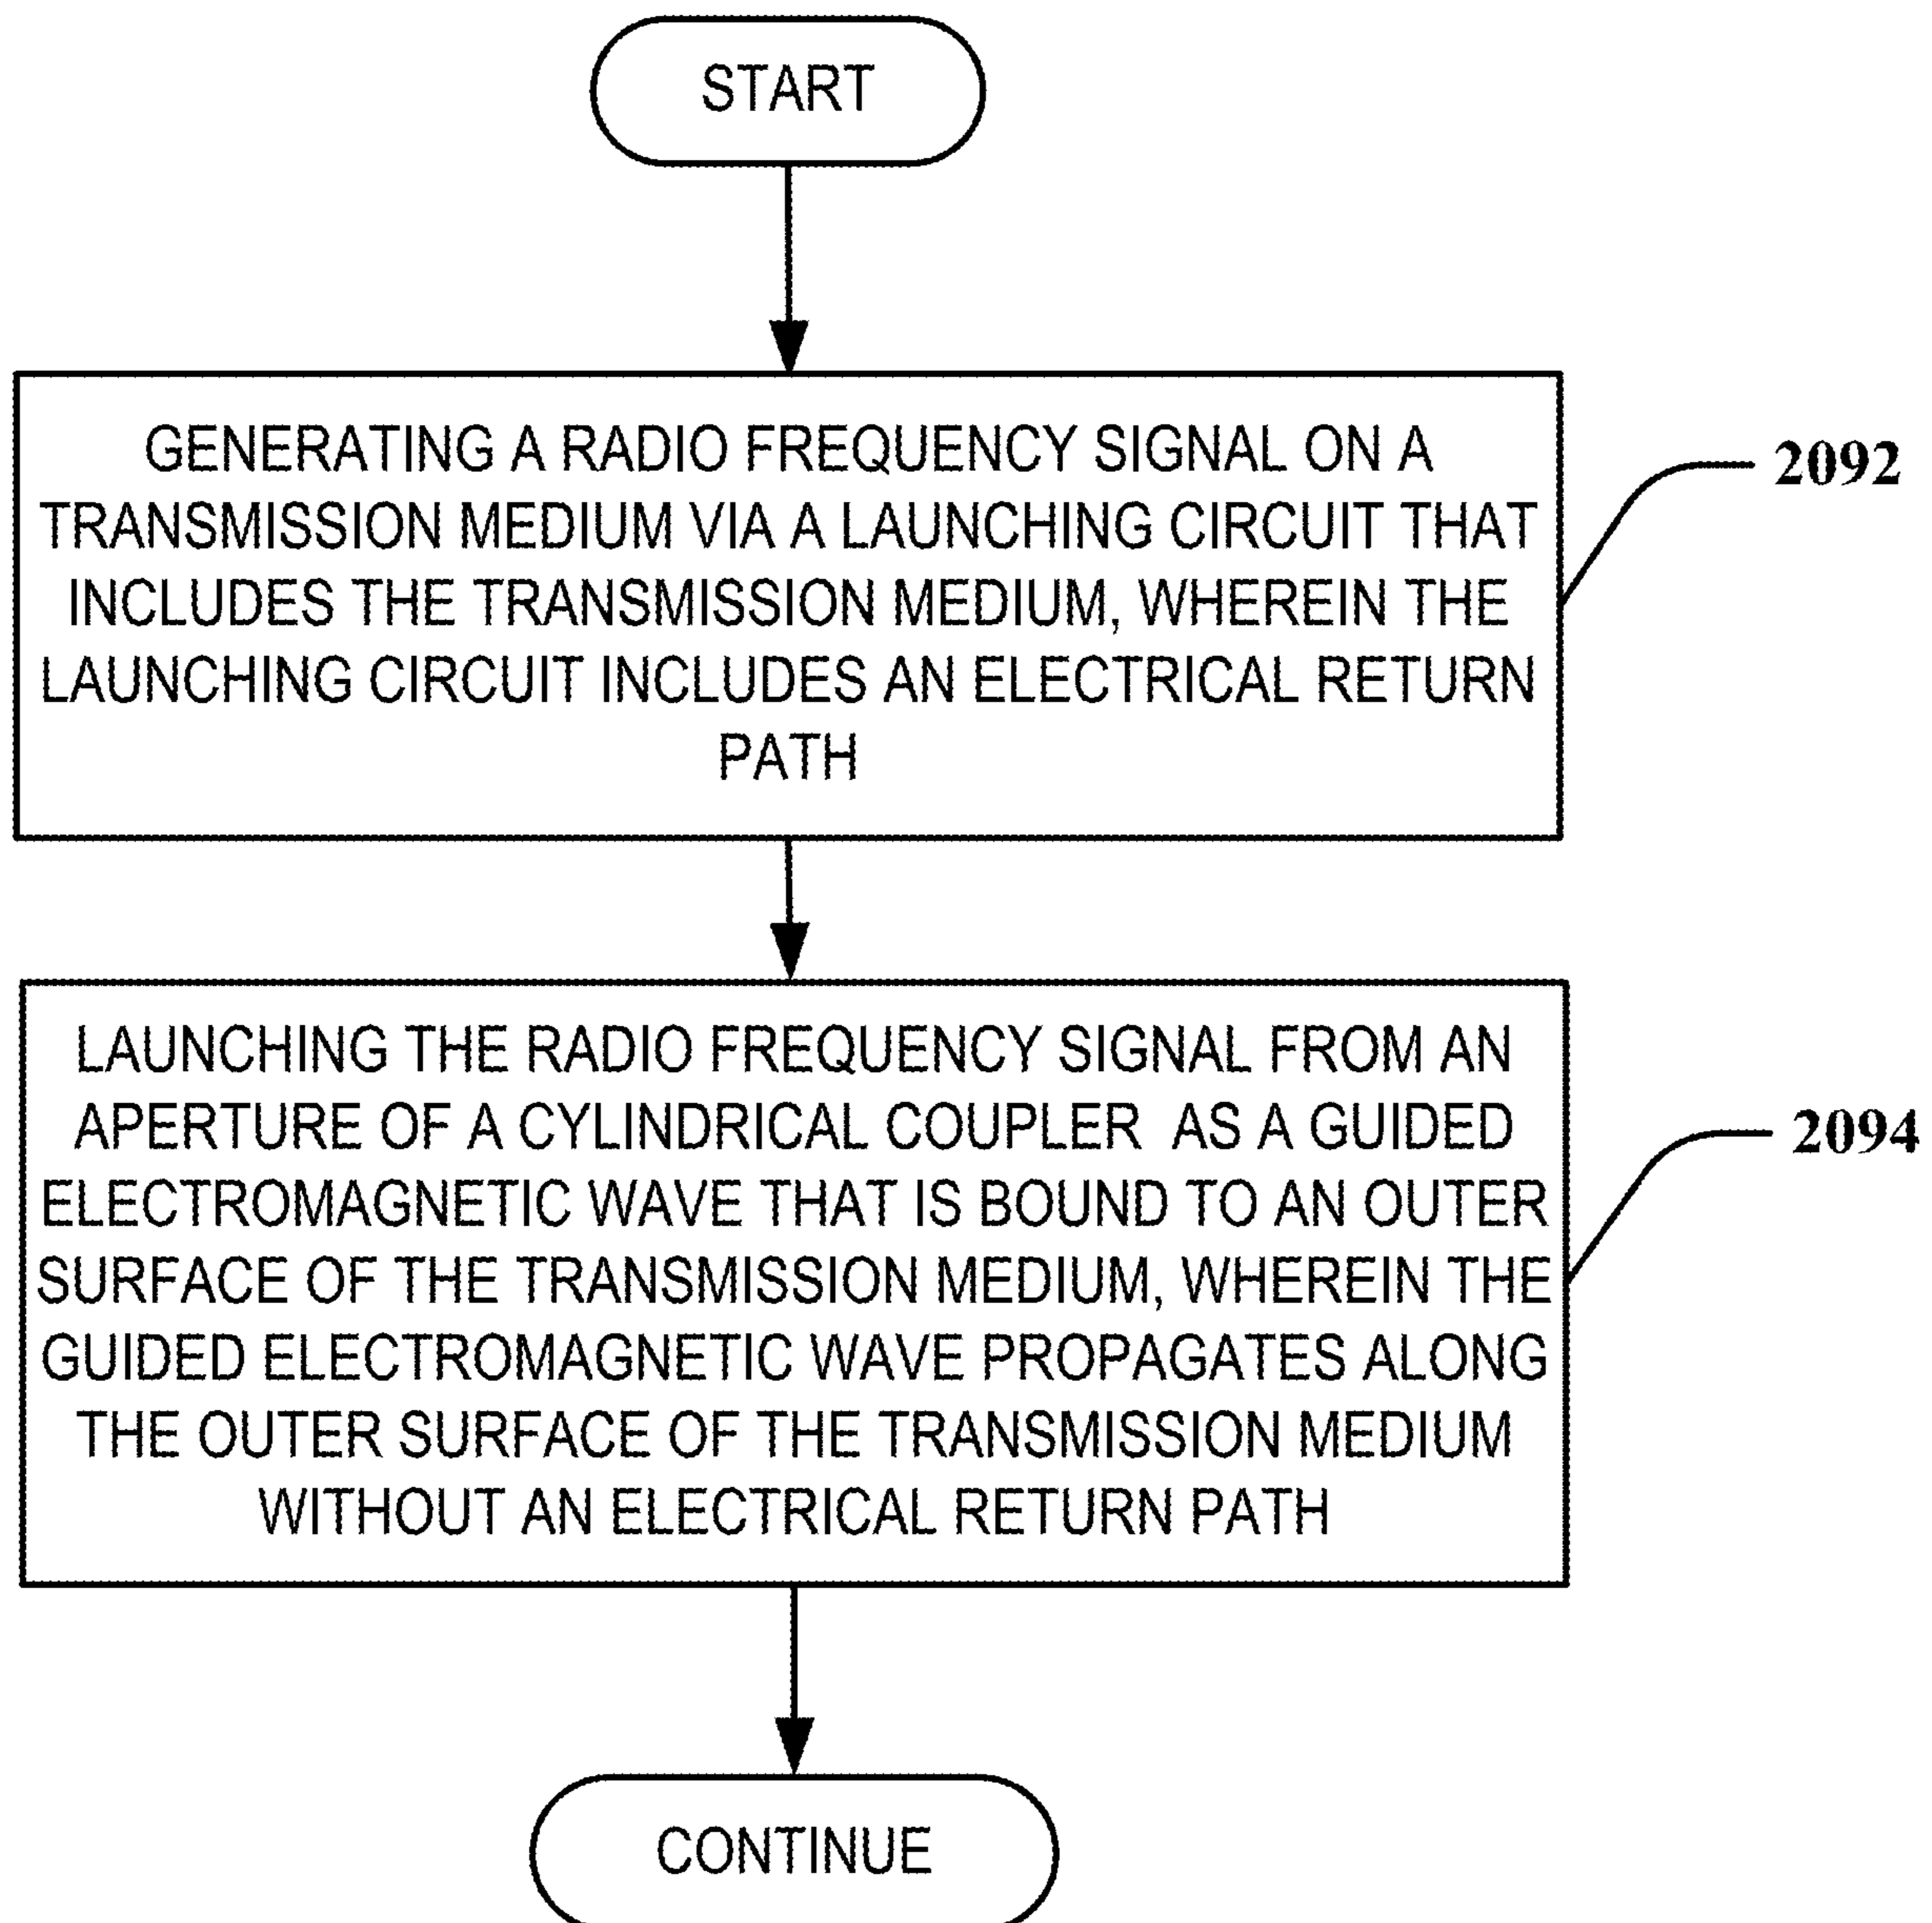 START
GENERATING A RADIO FREQUENCY SIGNAL ON A
TRANSMISSION MEDIUM VIA A LAUNCHING CIRCUIT THAT
INCLUDES THE TRANSMISSION MEDIUM, WHEREIN THE
LAUNCHING CIRCUIT INCLUDES AN ELECTRICAL RETURN
PATH
2092
LAUNCHING THE RADIO FREQUENCY SIGNAL FROM AN
APERTURE OF A CYLINDRICAL COUPLER AS A GUIDED
ELECTROMAGNETIC WAVE THAT IS BOUND TO AN OUTER
SURFACE OF THE TRANSMISSION MEDIUM, WHEREIN THE
GUIDED ELECTROMAGNETIC WAVE PROPAGATES ALONG
THE OUTER SURFACE OF THE TRANSMISSION MEDIUM
WITHOUT AN ELECTRICAL RETURN PATH
2094
CONTINUE